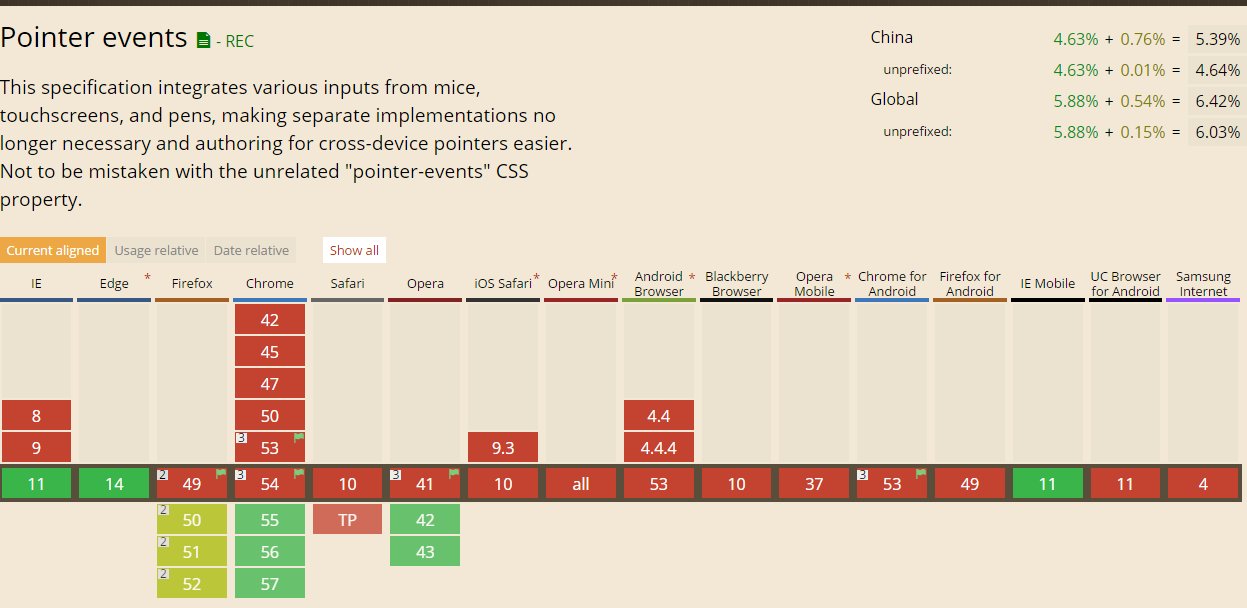 Pointer events - REC
This specification integrates various inputs from mice,
touchscreens, and pens, making separate implementations no
longer necessary and authoring for cross-device pointers easier.
Not to be mistaken with the unrelated "pointer-events" CSS
property.
China 4.63% + 0.76% = 5.39%
unprefixed: 4.63% + 0.01% = 4.64%
Global 5.88% + 0.54% = 6.42%
unprefixed: 5.88% + 0.15% = 6.03%
Current aligned Usage relative Date relative Show all
IE Edge * Firefox Chrome Safari Opera iOS Safari * Opera Mini * Android Browser * Blackberry Browser Opera Mobile * Chrome for Android Firefox for Android IE Mobile UC Browser for Android Samsung Internet
42
45
47
8 50 4.4
9 3 53 9.3 4.4.4
11 14 2 49 3 54 10 3 41 10 all 53 10 37 3 53 49 11 11 4
2 50 55 TP 42
2 51 56 43
2 52 57